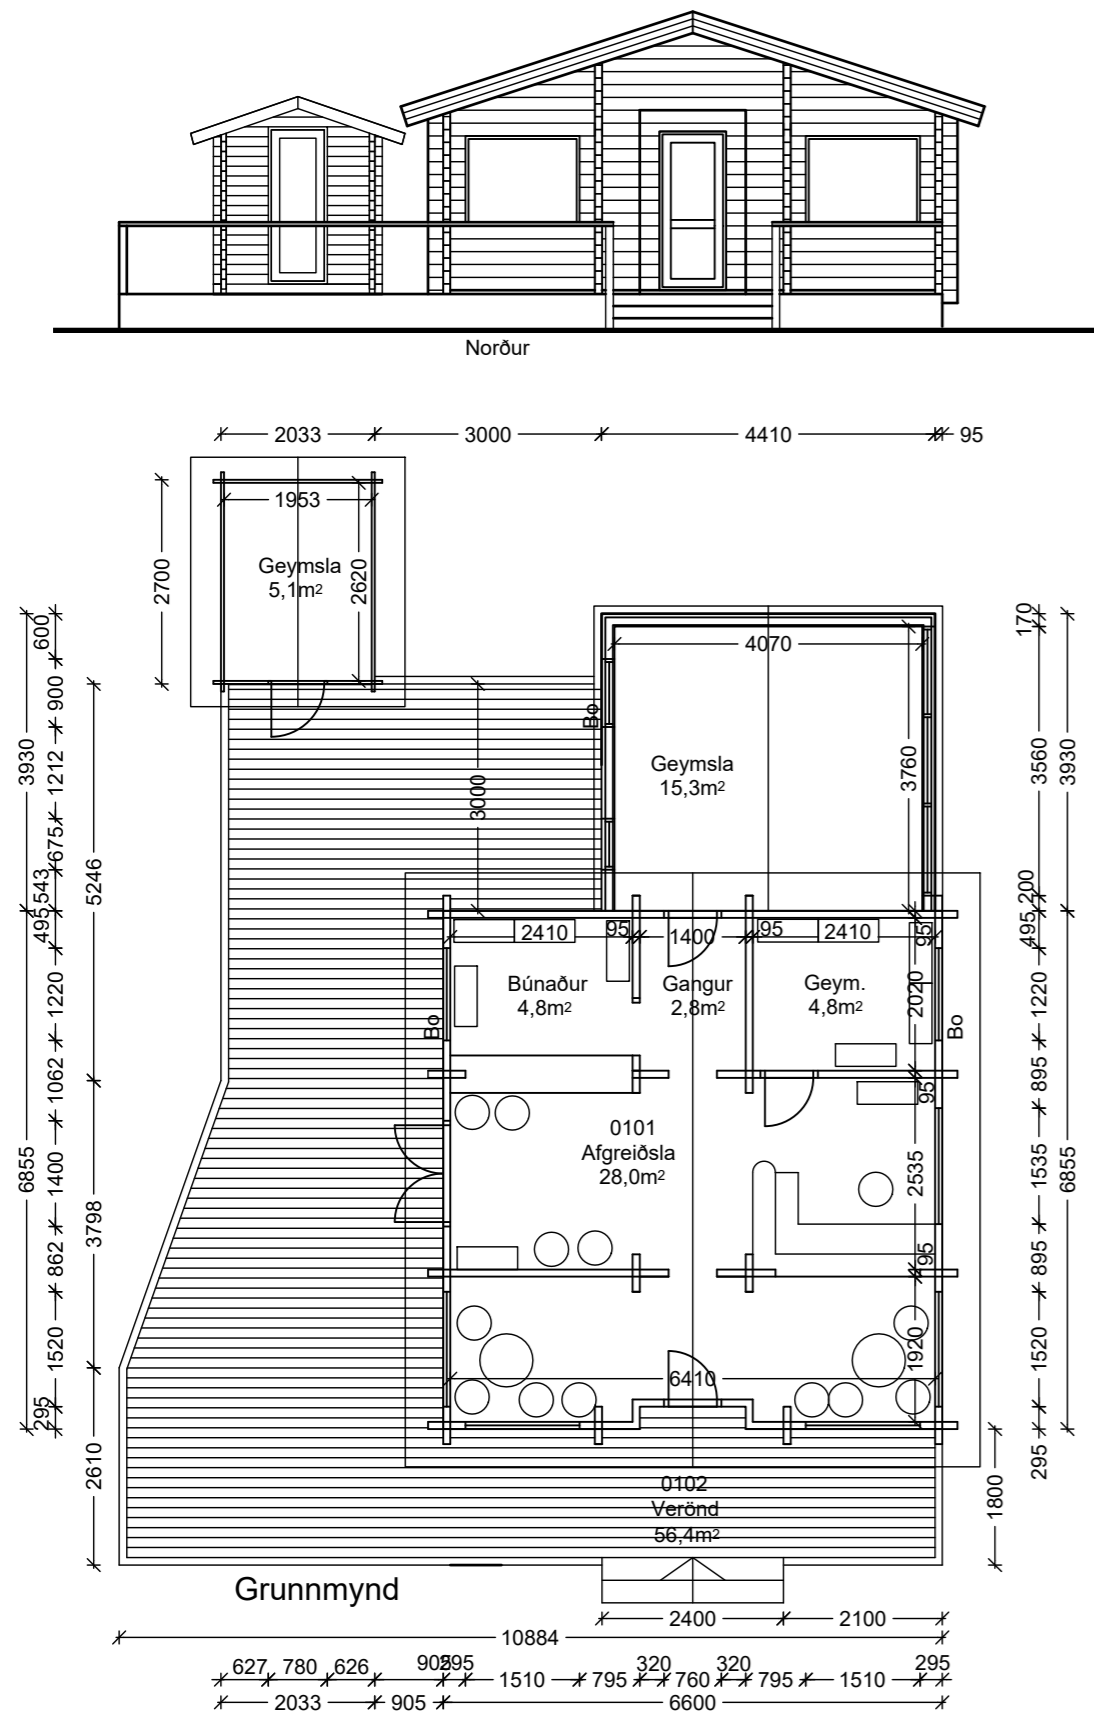 Norður
2033 3000 4410 95
1953
Geymsla
5,1m²
2700
2620
4070
Geymsla
15,3m²
3760
3000
Bo
600
900
1212
675
543
495
1220
1062
1400
862
1520
295
3930
6855
5246
3798
2610
170
3560
200
495
1220
895
1535
895
1520
295
3930
6855
1800
2410 95 1400 95 2410 95
Búnaður
4,8m²
Gangur
2,8m²
Geym.
4,8m²
2020
Bo
Bo
95
0101
Afgreiðsla
28,0m²
2535
95
1920
6410
0102
Verönd
56,4m²
Grunnmynd
2400 2100
10884
627 780 626 905 295 1510 795 320 760 320 795 1510 295
2033 905 6600